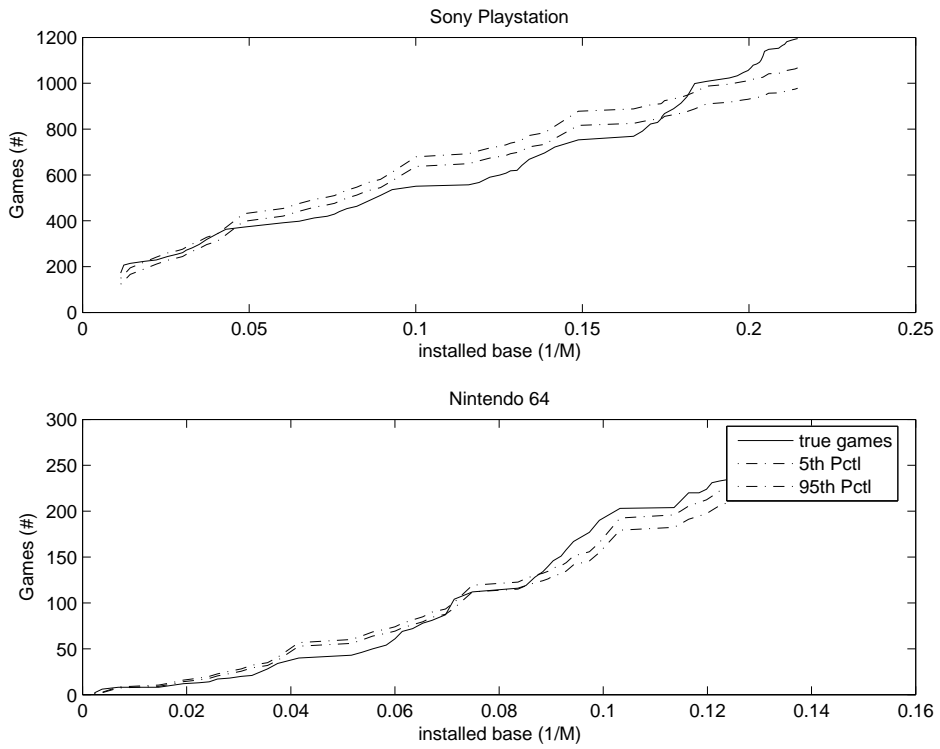 Sony Playstation
1200
1000
800
600
400
200
0
Games (#)
0 0.05 0.1 0.15 0.2 0.25
installed base (1/M)
Nintendo 64
300
250
200
150
100
50
0
Games (#)
true games
5th Pctl
95th Pctl
0 0.02 0.04 0.06 0.08 0.1 0.12 0.14 0.16
installed base (1/M)